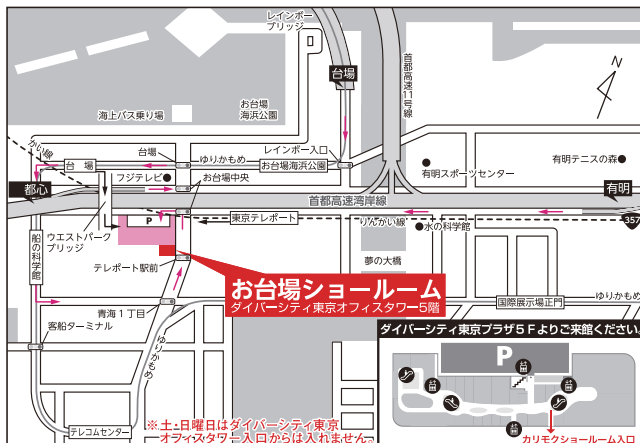 レインボー
ブリッジ
台場
首都高速11号線
N
海上バス乗り場
お台場
海浜公園
りんかい線
台場
レインボー入口
ゆりかもめ
台場
お台場海浜公園
有明テニスの森
有明スポーツセンター
フジテレビ
お台場中央
都心
首都高速湾岸線
有明
P
東京テレポート
りんかい線
357
水の科学館
ウエストパーク
ブリッジ
船の科学館
夢の大橋
テレポート駅前
お台場ショールーム
ダイバーシティ東京オフィスタワー5階
青海1丁目
国際展示場正門
ゆりかもめ
客船ターミナル
ゆりかもめ
ダイバーシティ東京プラザ5Fよりご来館ください。
P
テレコムセンター
※土・日曜日はダイバーシティ東京
オフィスタワー入口からは入れません。
カリモクショールーム入口